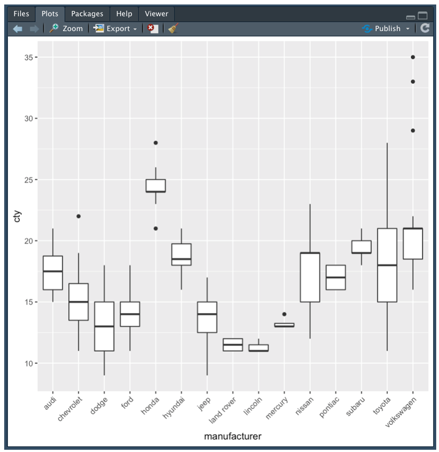 Files Plots Packages Help Viewer
Zoom Export Publish
35
30
25
20
15
10
cty
audi
chevrolet
dodge
ford
honda
hyundai
jeep
land rover
lincoln
mercury
nissan
pontiac
subaru
toyota
volkswagen
manufacturer